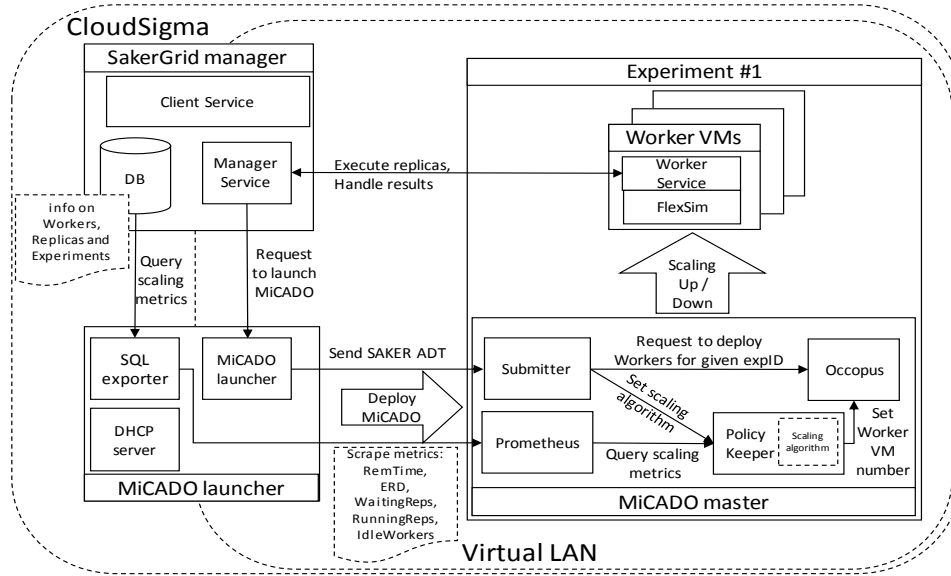 CloudSigma
SakerGrid manager
Client Service
DB
Manager
Service
info on
Workers,
Replicas and
Experiments
Query
scaling
metrics
Request
to launch
MiCADO
Execute replicas,
Handle results
Experiment #1
Worker VMs
Worker
Service
FlexSim
Scaling
Up /
Down
SQL
exporter
MiCADO
launcher
DHCP
server
MiCADO launcher
Send SAKER ADT
Deploy
MiCADO
Scrape metrics:
RemTime,
ERD,
WaitingReps,
RunningReps,
IdleWorkers
Submitter
Request to deploy
Workers for given expID
Occopus
Set scaling
algorithm
Prometheus
Query scaling
metrics
Policy
Keeper
Scaling
algorithm
Set
Worker
VM
number
MiCADO master
Virtual LAN